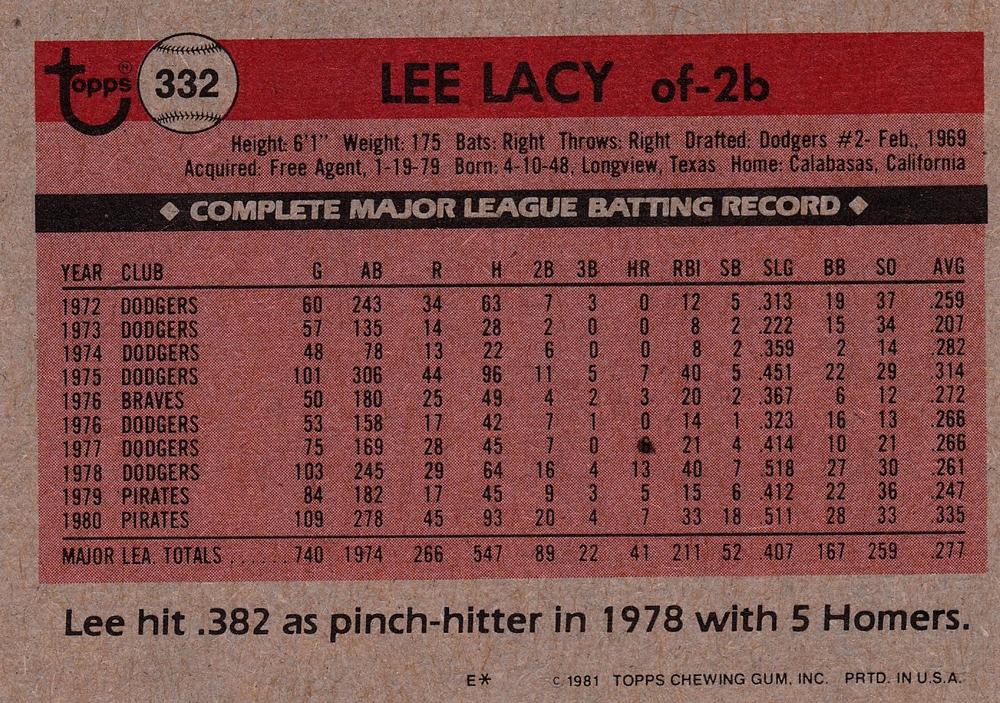 topps® 332 LEE LACY of-2b
Height: 6'1" Weight: 175 Bats: Right Throws: Right Drafted: Dodgers #2- Feb., 1969
Acquired: Free Agent, 1-19-79 Born: 4-10-48, Longview, Texas Home: Calabasas, California
◆ COMPLETE MAJOR LEAGUE BATTING RECORD ◆
YEAR CLUB G AB R H 2B 3B HR RBI SB SLG BB SO AVG
1972 DODGERS 60 243 34 63 7 3 0 12 5 .313 19 37 .259
1973 DODGERS 57 135 14 28 2 0 0 8 2 .222 15 34 .207
1974 DODGERS 48 78 13 22 6 0 0 8 2 .359 2 14 .282
1975 DODGERS 101 306 44 96 11 5 7 40 5 .451 22 29 .314
1976 BRAVES 50 180 25 49 4 2 3 20 2 .367 6 12 .272
1976 DODGERS 53 158 17 42 7 1 0 14 1 .323 16 13 .266
1977 DODGERS 75 169 28 45 7 0 21 4 .414 10 21 .266
1978 DODGERS 103 245 29 64 16 4 13 40 7 .518 27 30 .261
1979 PIRATES 84 182 17 45 9 3 5 15 6 .412 22 36 .247
1980 PIRATES 109 278 45 93 20 4 7 33 18 .511 28 33 .335
MAJOR LEA. TOTALS ...... 740 1974 266 547 89 22 41 211 52 .407 167 259 .277
Lee hit .382 as pinch-hitter in 1978 with 5 Homers.
E* © 1981 TOPPS CHEWING GUM, INC. PRTD. IN U.S.A.